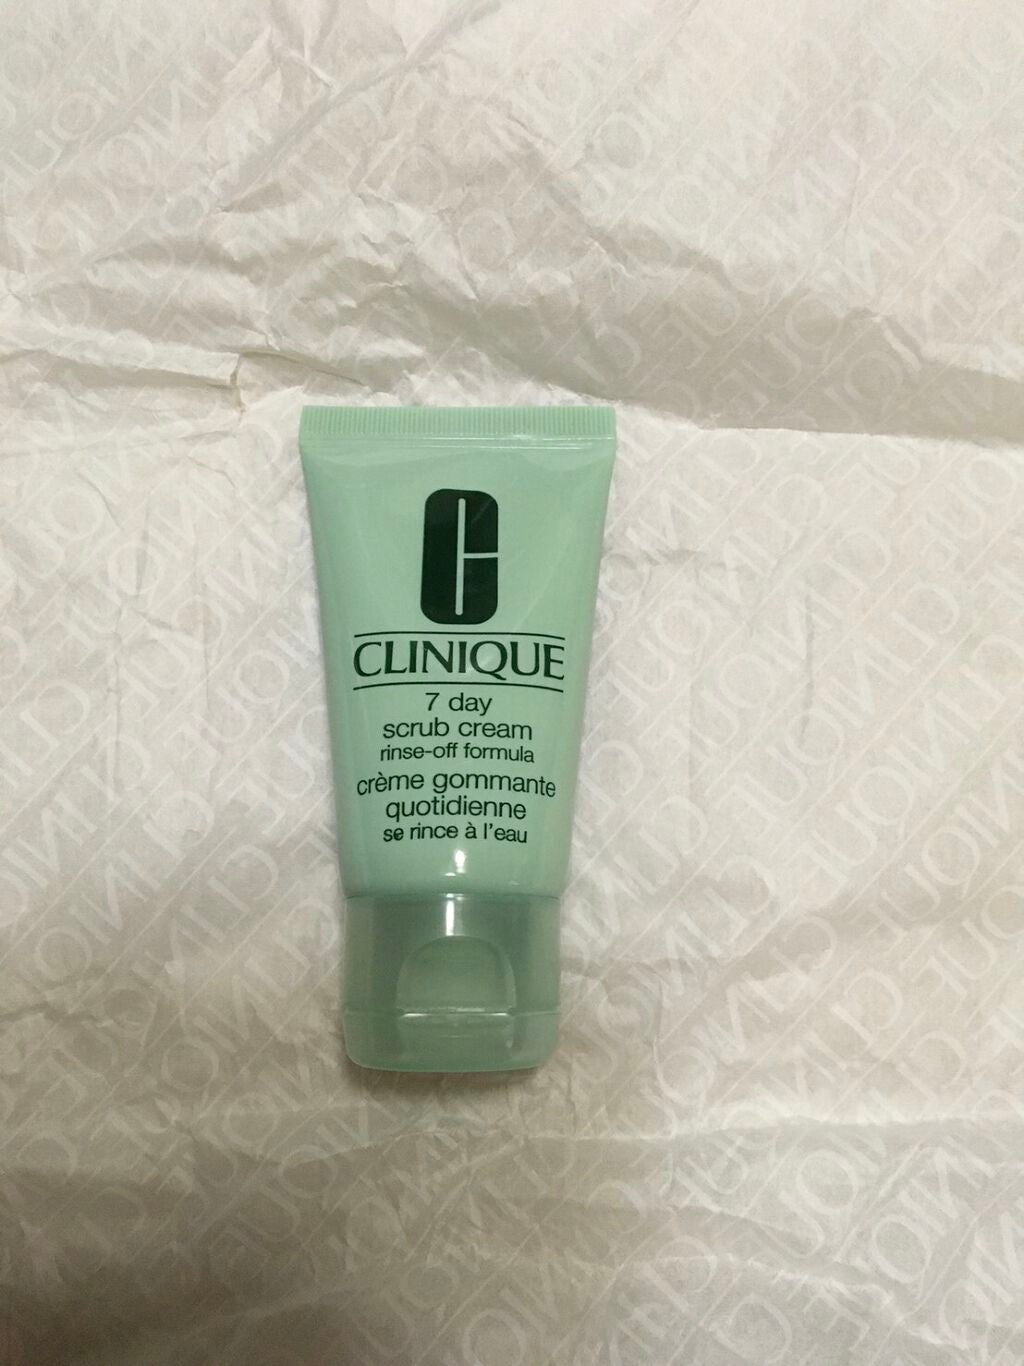 CLINIQUE
7 day
scrub cream
rinse-off formula
crème gommante
quotidienne
se rince à l'eau